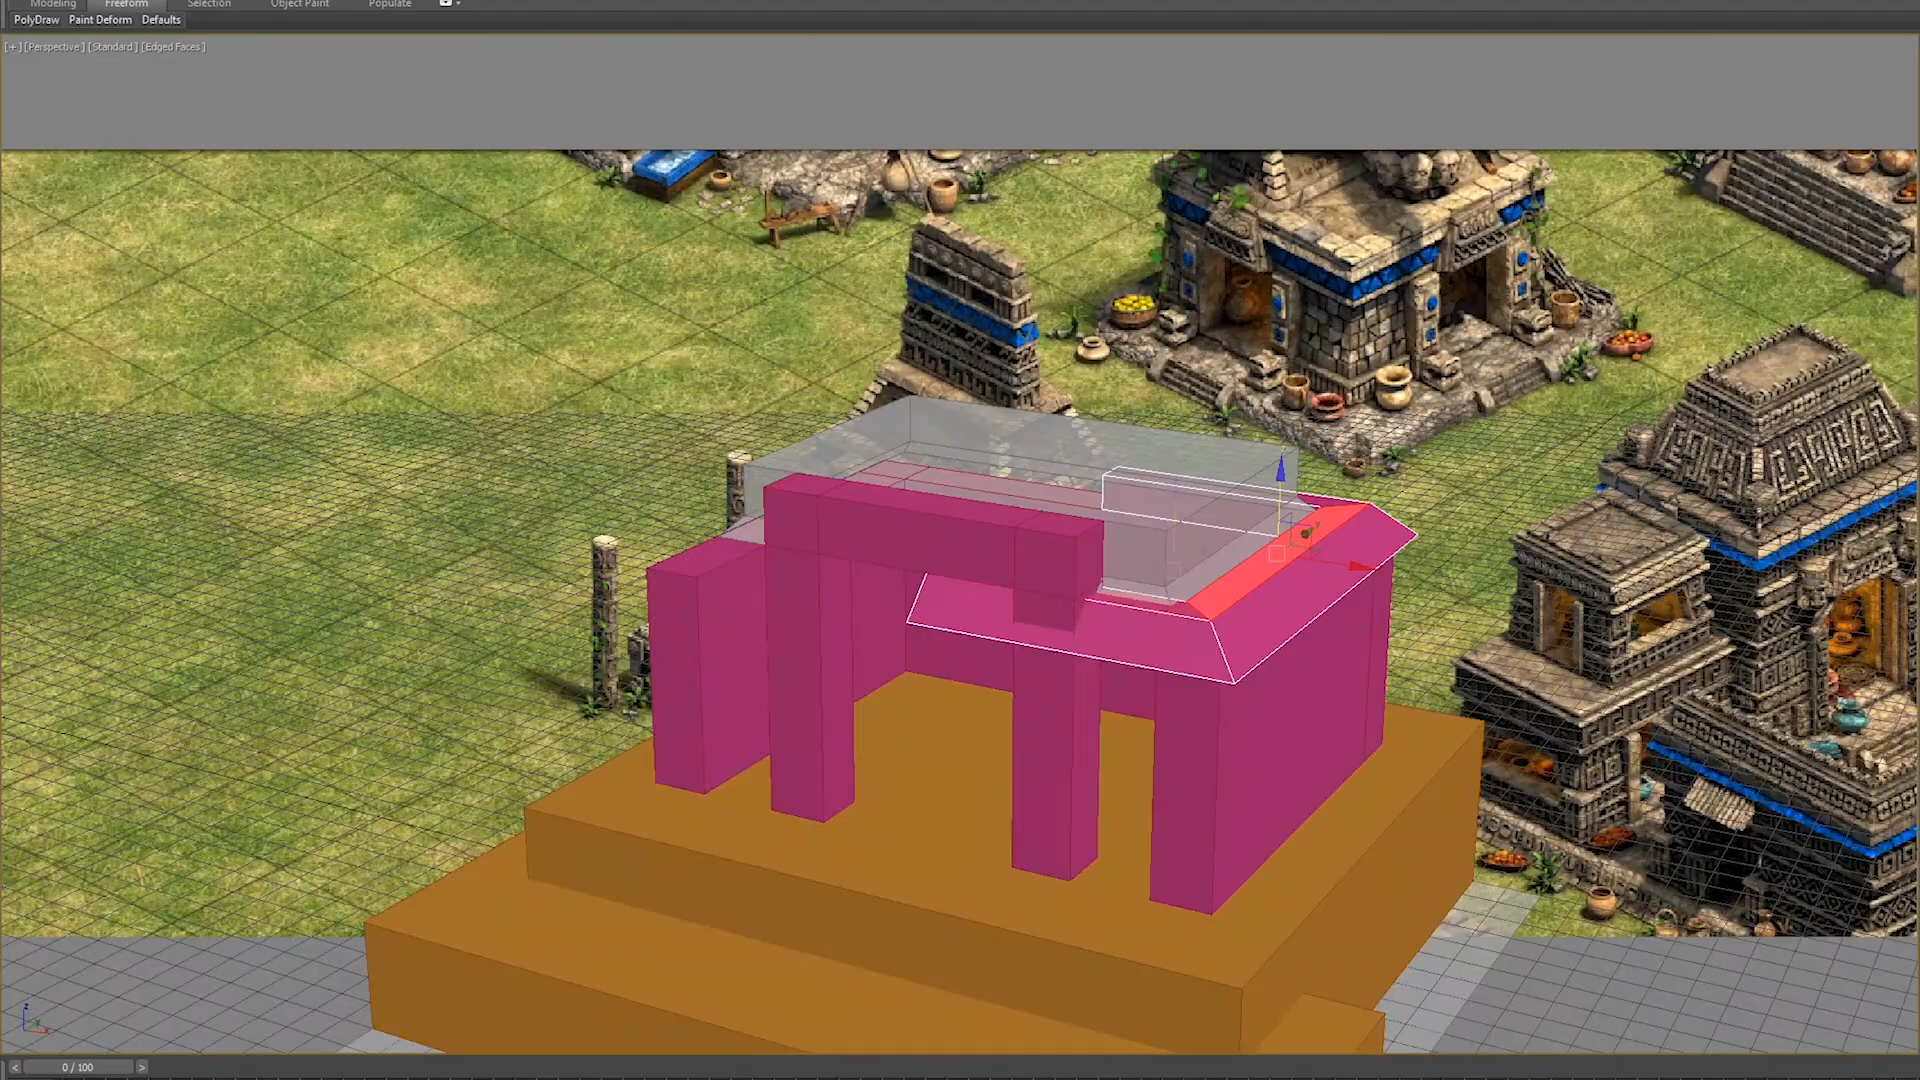 Modeling Freeform Selection Object Paint Populate
PolyDraw Paint Deform Defaults
[+] [Perspective] [Standard] [Edged Faces]
z
y
x
< 0 / 100 >